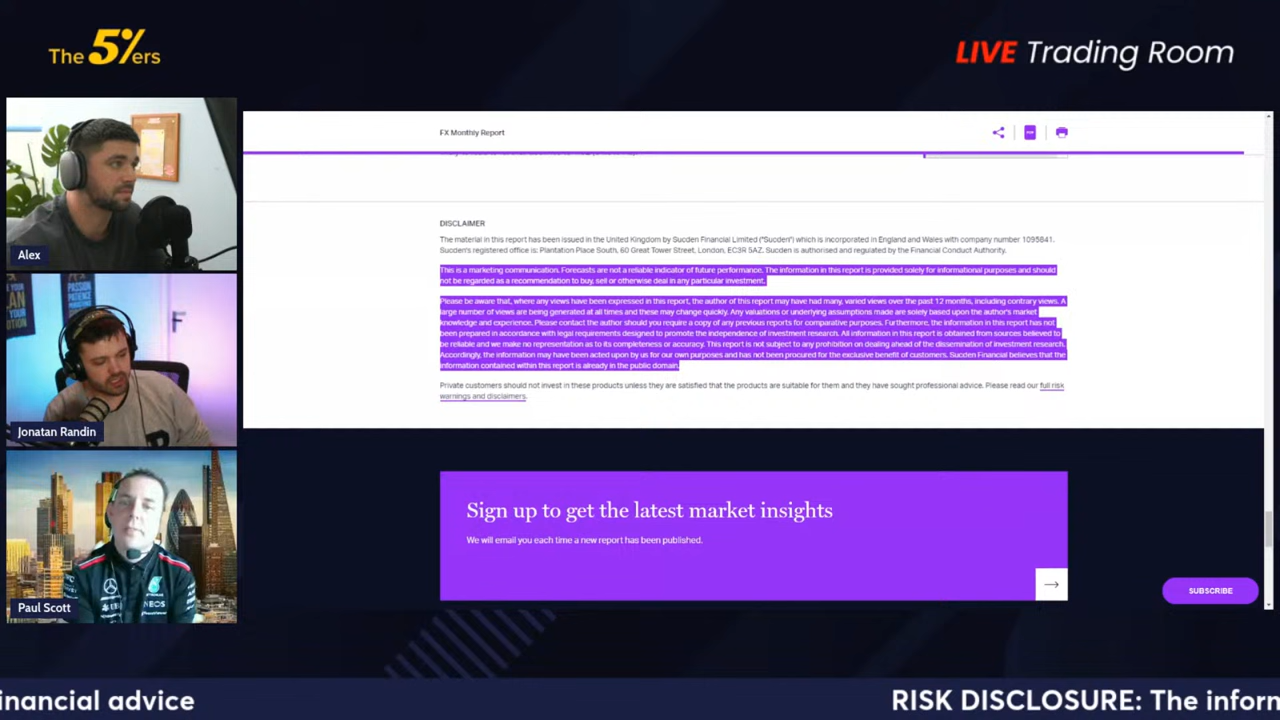 The 5%ers
LIVE Trading Room
FX Monthly Report
Alex
Jonatan Randin
Paul Scott
DISCLAIMER
The material in this report has been issued in the United Kingdom by Sucden Financial Limited ("Sucden") which is incorporated in England and Wales with company number 1095841.
Sucden's registered office is: Plantation Place South, 60 Great Tower Street, London, EC3R 5AZ. Sucden is authorised and regulated by the Financial Conduct Authority.
This is a marketing communication. Forecasts are not a reliable indicator of future performance. The information in this report is provided solely for informational purposes and should
not be regarded as a recommendation to buy, sell or otherwise deal in any particular investment.
Please be aware that, where any views have been expressed in this report, the author of this report may have had many, varied views over the past 12 months, including contrary views. A
large number of views are being generated at all times and these may change quickly. Any valuations or underlying assumptions made are solely based upon the author's market
knowledge and experience. Please contact the author should you require a copy of any previous reports for comparative purposes. Furthermore, the information in this report has not
been prepared in accordance with legal requirements designed to promote the independence of investment research. All information in this report is obtained from sources believed to
be reliable and we make no representation as to its completeness or accuracy. This report is not subject to any prohibition on dealing ahead of the dissemination of investment research.
Accordingly, the information may have been acted upon by us for our own purposes and has not been procured for the exclusive benefit of customers. Sucden Financial believes that the
information contained within this report is already in the public domain.
Private customers should not invest in these products unless they are satisfied that the products are suitable for them and they have sought professional advice. Please read our full risk
warnings and disclaimers.
Sign up to get the latest market insights
We will email you each time a new report has been published.
SUBSCRIBE
INEOS
inancial advice
RISK DISCLOSURE: The inforn